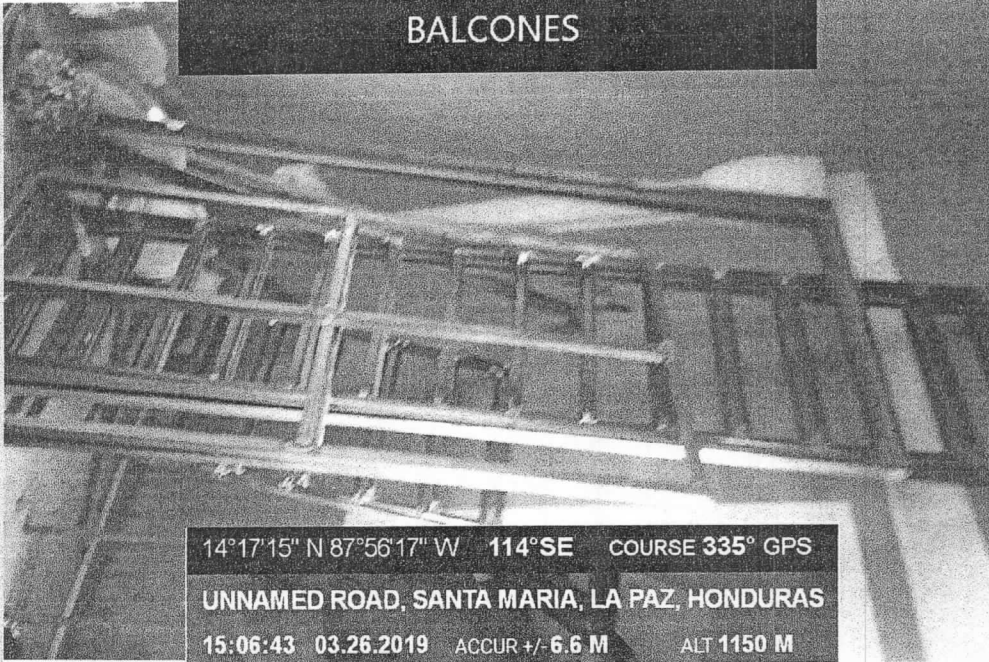 BALCONES
14°17'15" N 87°56'17" W 114°SE COURSE 335° GPS
UNNAMED ROAD, SANTA MARIA, LA PAZ, HONDURAS
15:06:43 03.26.2019 ACCUR +/- 6.6 M ALT 1150 M